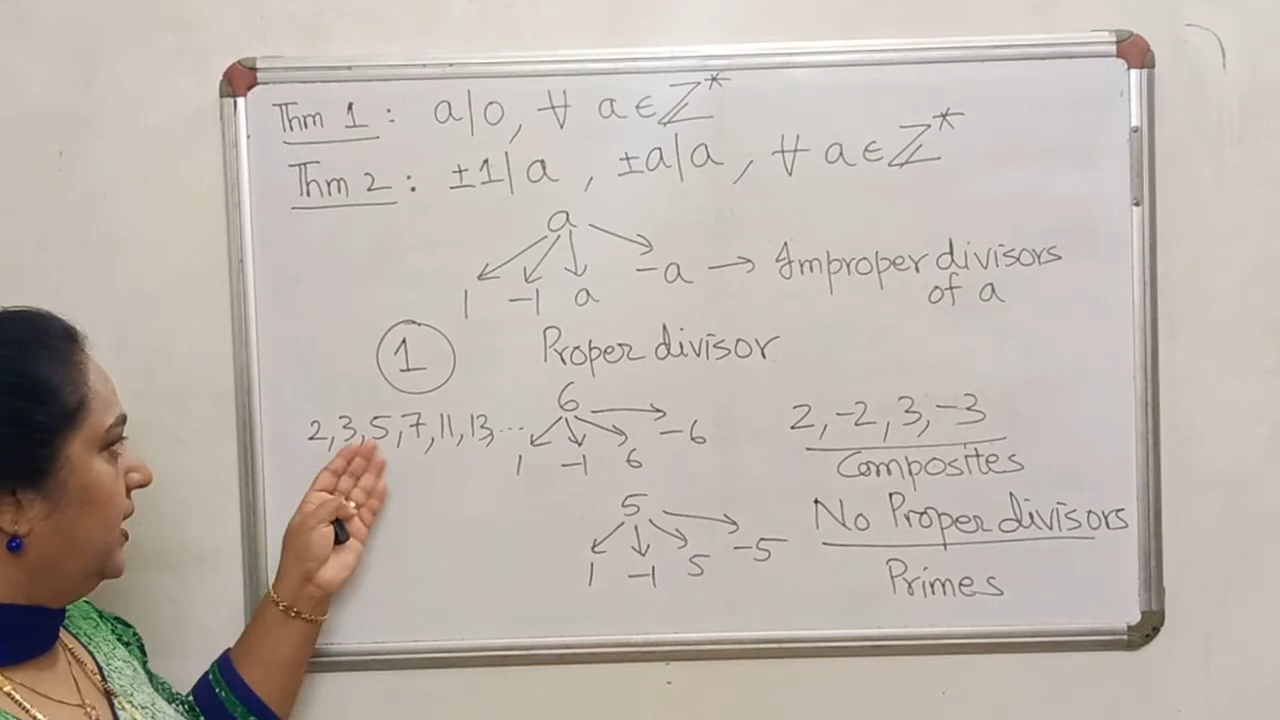 Thm 1 : a|0, ∀ a∈ℤ*
Thm 2 : ±1|a , ±a|a , ∀ a∈ℤ*
a
1 -1 a -a → Improper divisors
of a
1 Proper divisor
2,3,5,7,11,13,...
6
1 -1 6 -6
2,-2,3,-3
Composites
5
1 -1 5 -5
No Proper divisors
Primes